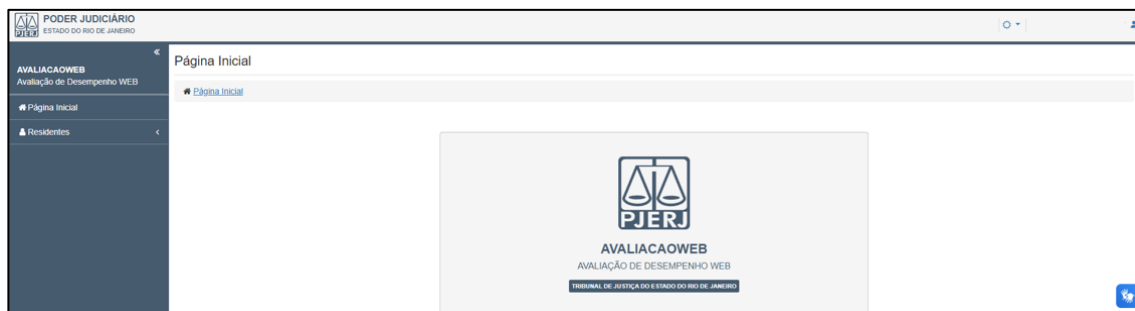 PJERJ
PODER JUDICIÁRIO
ESTADO DO RIO DE JANEIRO
AVALIACAOWEB
Avaliação de Desempenho WEB
Página Inicial
Residentes
Página Inicial
Página Inicial
PJERJ
AVALIACAOWEB
AVALIAÇÃO DE DESEMPENHO WEB
TRIBUNAL DE JUSTIÇA DO ESTADO DO RIO DE JANEIRO